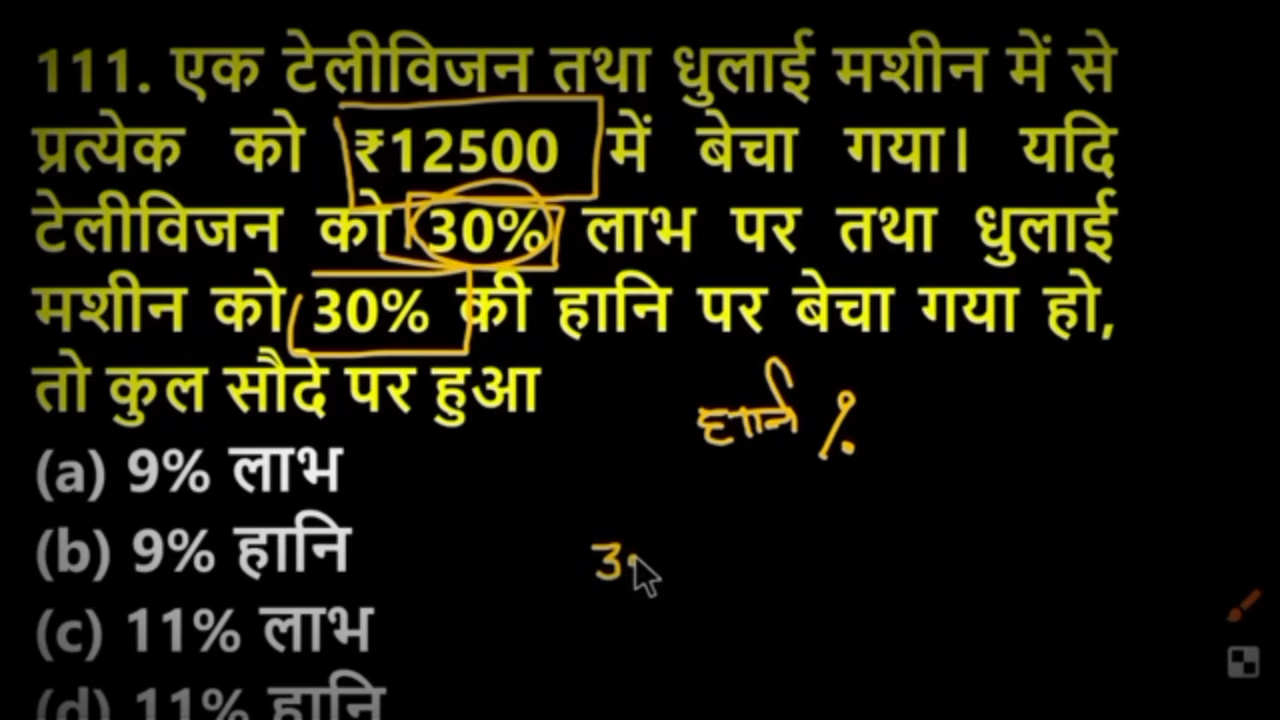 111. एक टेलीविजन तथा धुलाई मशीन में से
प्रत्येक को ₹12500 में बेचा गया। यदि
टेलीविजन को 30% लाभ पर तथा धुलाई
मशीन को 30% की हानि पर बेचा गया हो,
तो कुल सौदे पर हुआ
हानि %
(a) 9% लाभ
(b) 9% हानि
3
(c) 11% लाभ
(d) 11% हानि